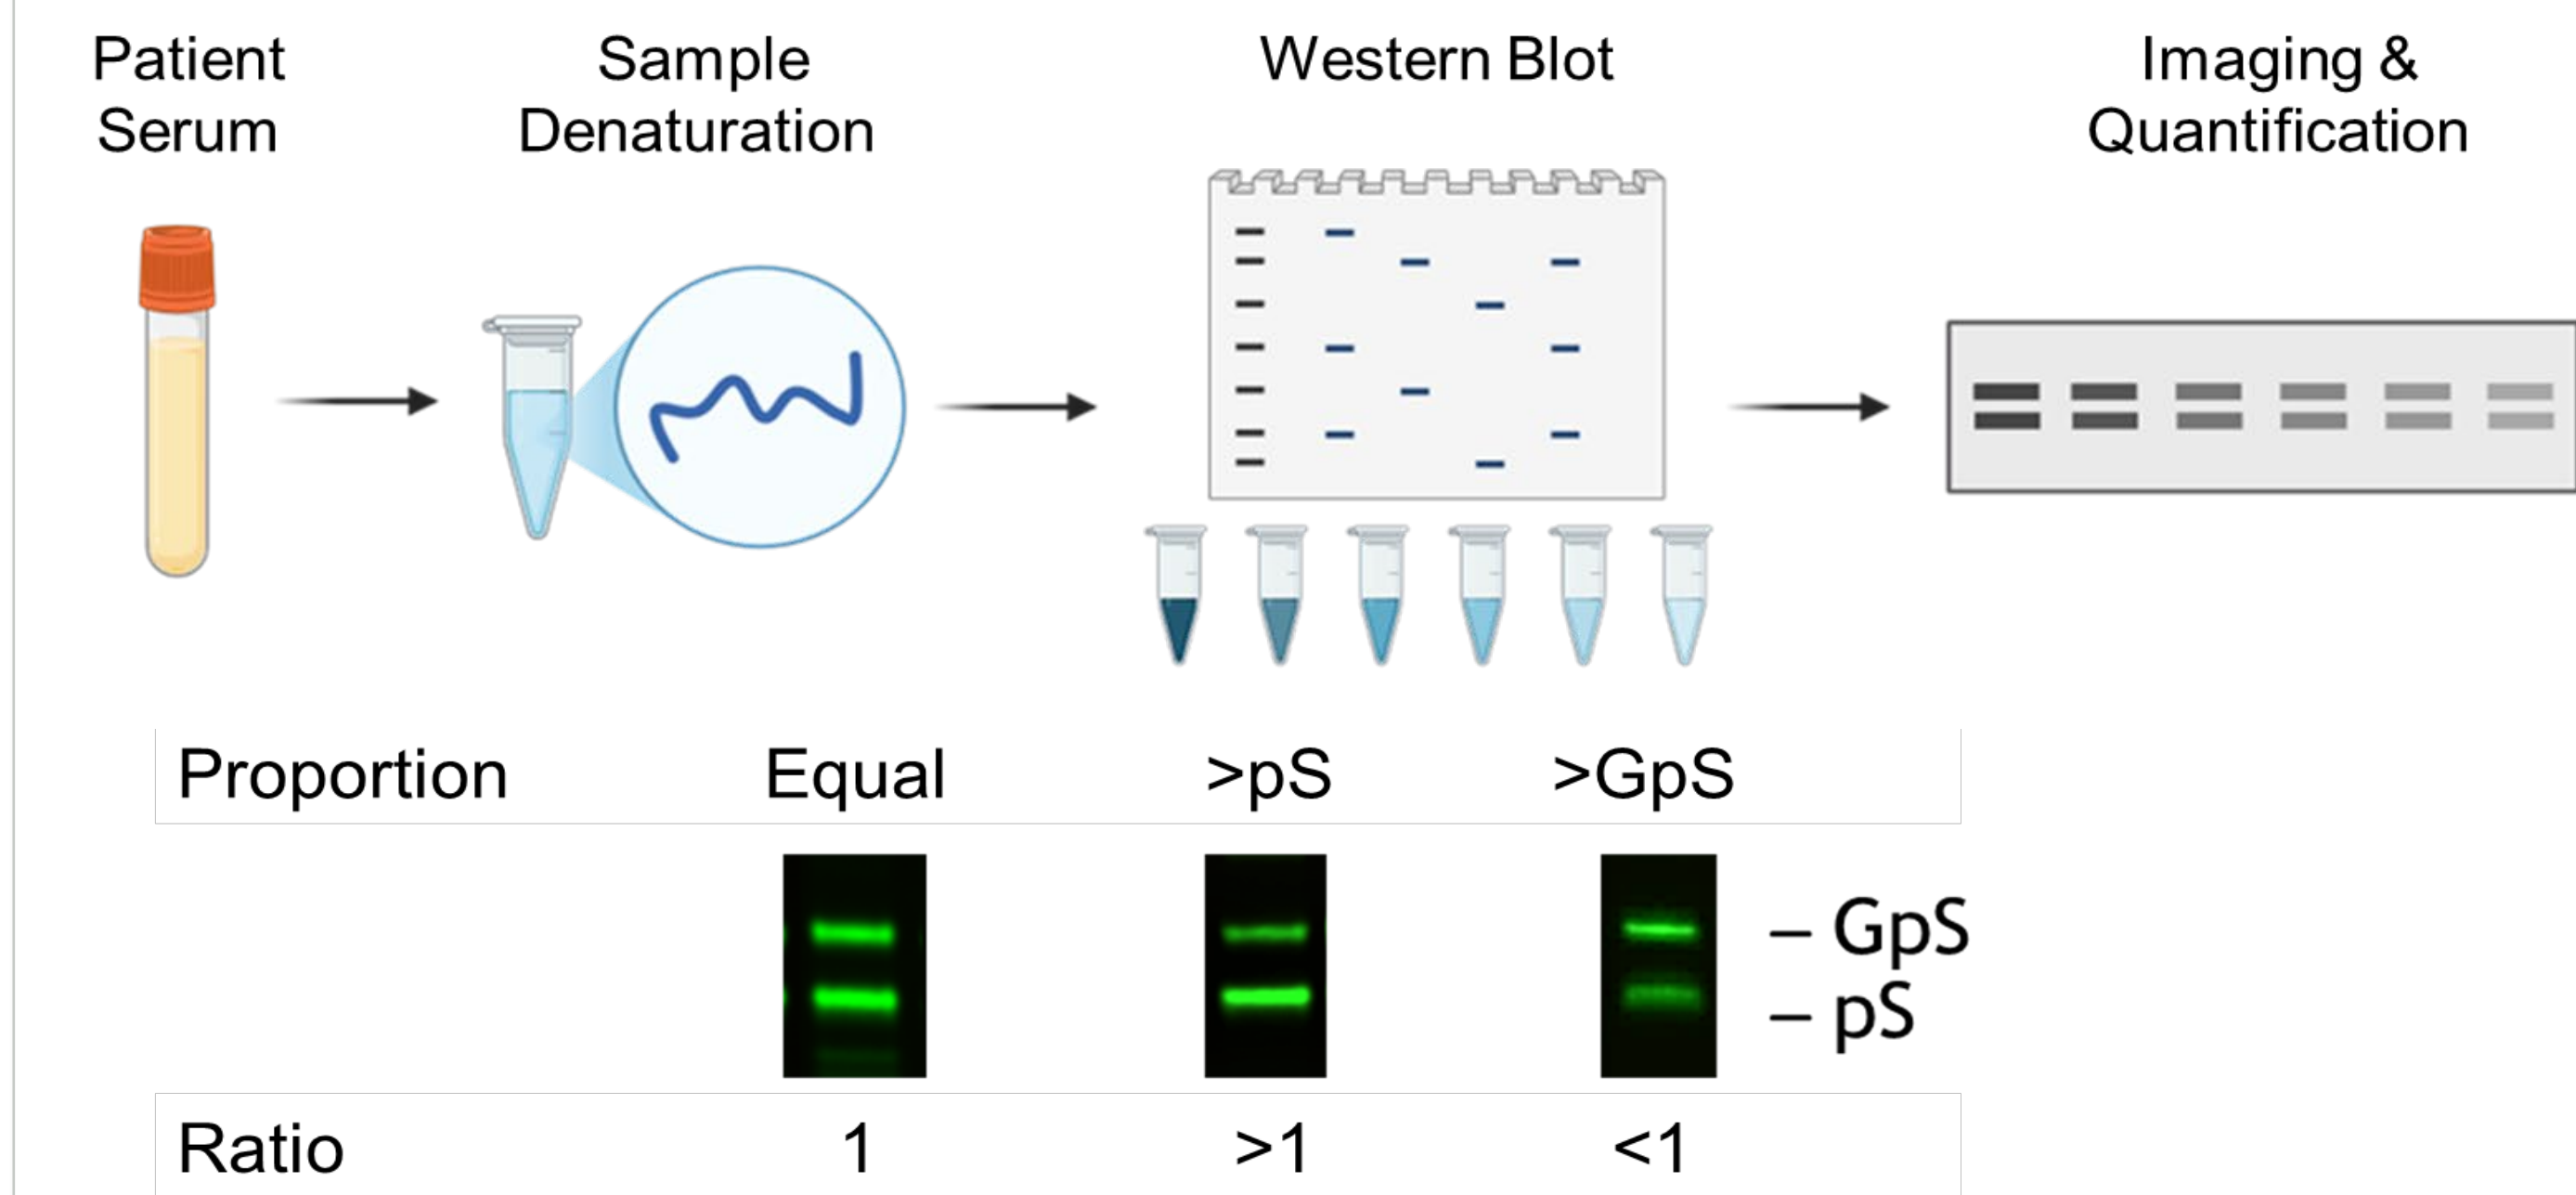 Patient
Serum
Sample
Denaturation
Western Blot
Imaging &
Quantification
Proportion
Equal
>pS
>GpS
– GpS
– pS
Ratio
1
>1
<1